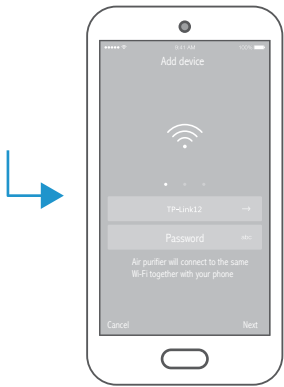 9:41 AM 100%
Add device
TP-Link12
Password
Air purifier will connect to the same
Wi-Fi together with your phone
Cancel Next